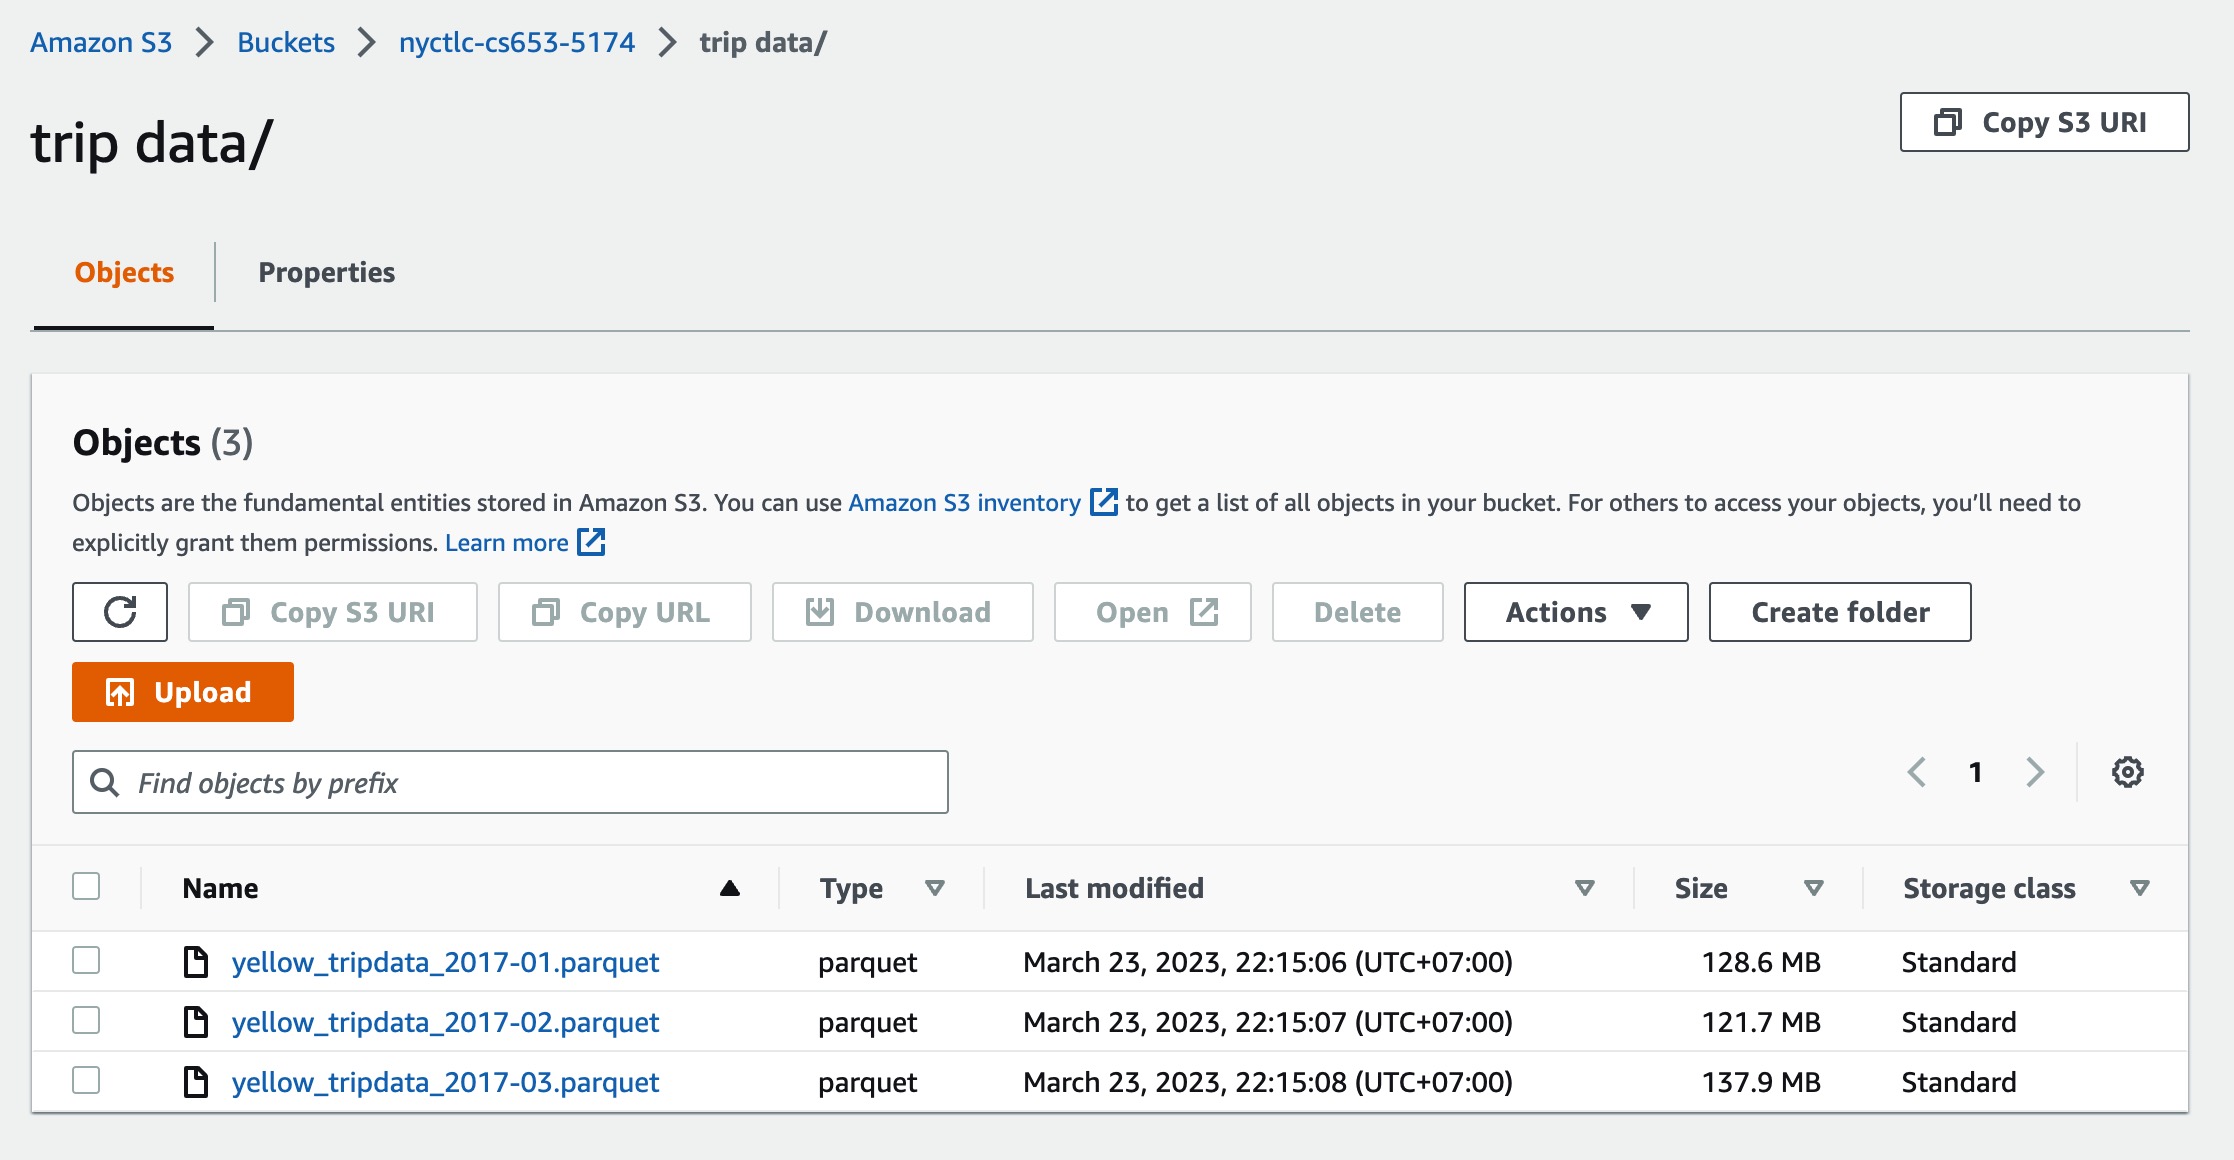 Amazon S3 > Buckets > nyctlc-cs653-5174 > trip data/
trip data/
Copy S3 URI
Objects Properties
Objects (3)
Objects are the fundamental entities stored in Amazon S3. You can use Amazon S3 inventory to get a list of all objects in your bucket. For others to access your objects, you’ll need to
explicitly grant them permissions. Learn more
Copy S3 URI Copy URL Download Open Delete Actions Create folder
Upload
Find objects by prefix 1
Name Type Last modified Size Storage class
yellow_tripdata_2017-01.parquet parquet March 23, 2023, 22:15:06 (UTC+07:00) 128.6 MB Standard
yellow_tripdata_2017-02.parquet parquet March 23, 2023, 22:15:07 (UTC+07:00) 121.7 MB Standard
yellow_tripdata_2017-03.parquet parquet March 23, 2023, 22:15:08 (UTC+07:00) 137.9 MB Standard